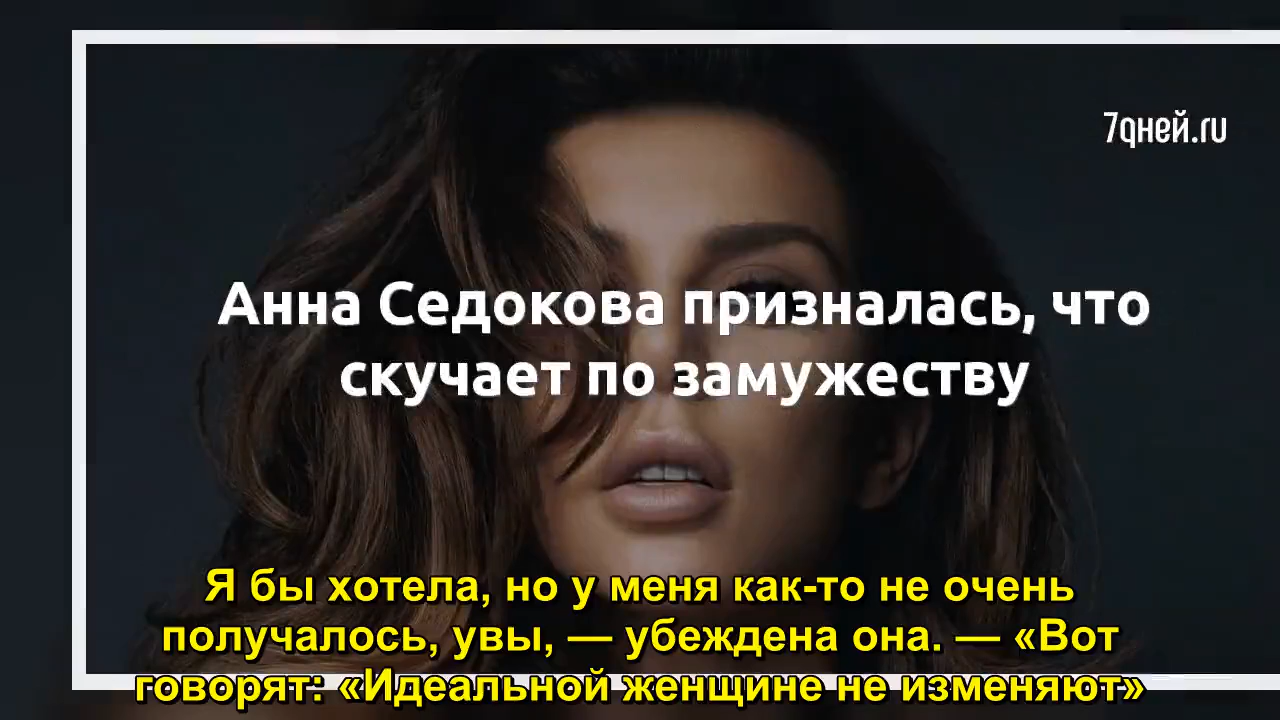 7дней.ru
Анна Седокова призналась, что
скучает по замужеству
Я бы хотела, но у меня как-то не очень
получалось, увы, — убеждена она. — «Вот
говорят: «Идеальной женщине не изменяют»